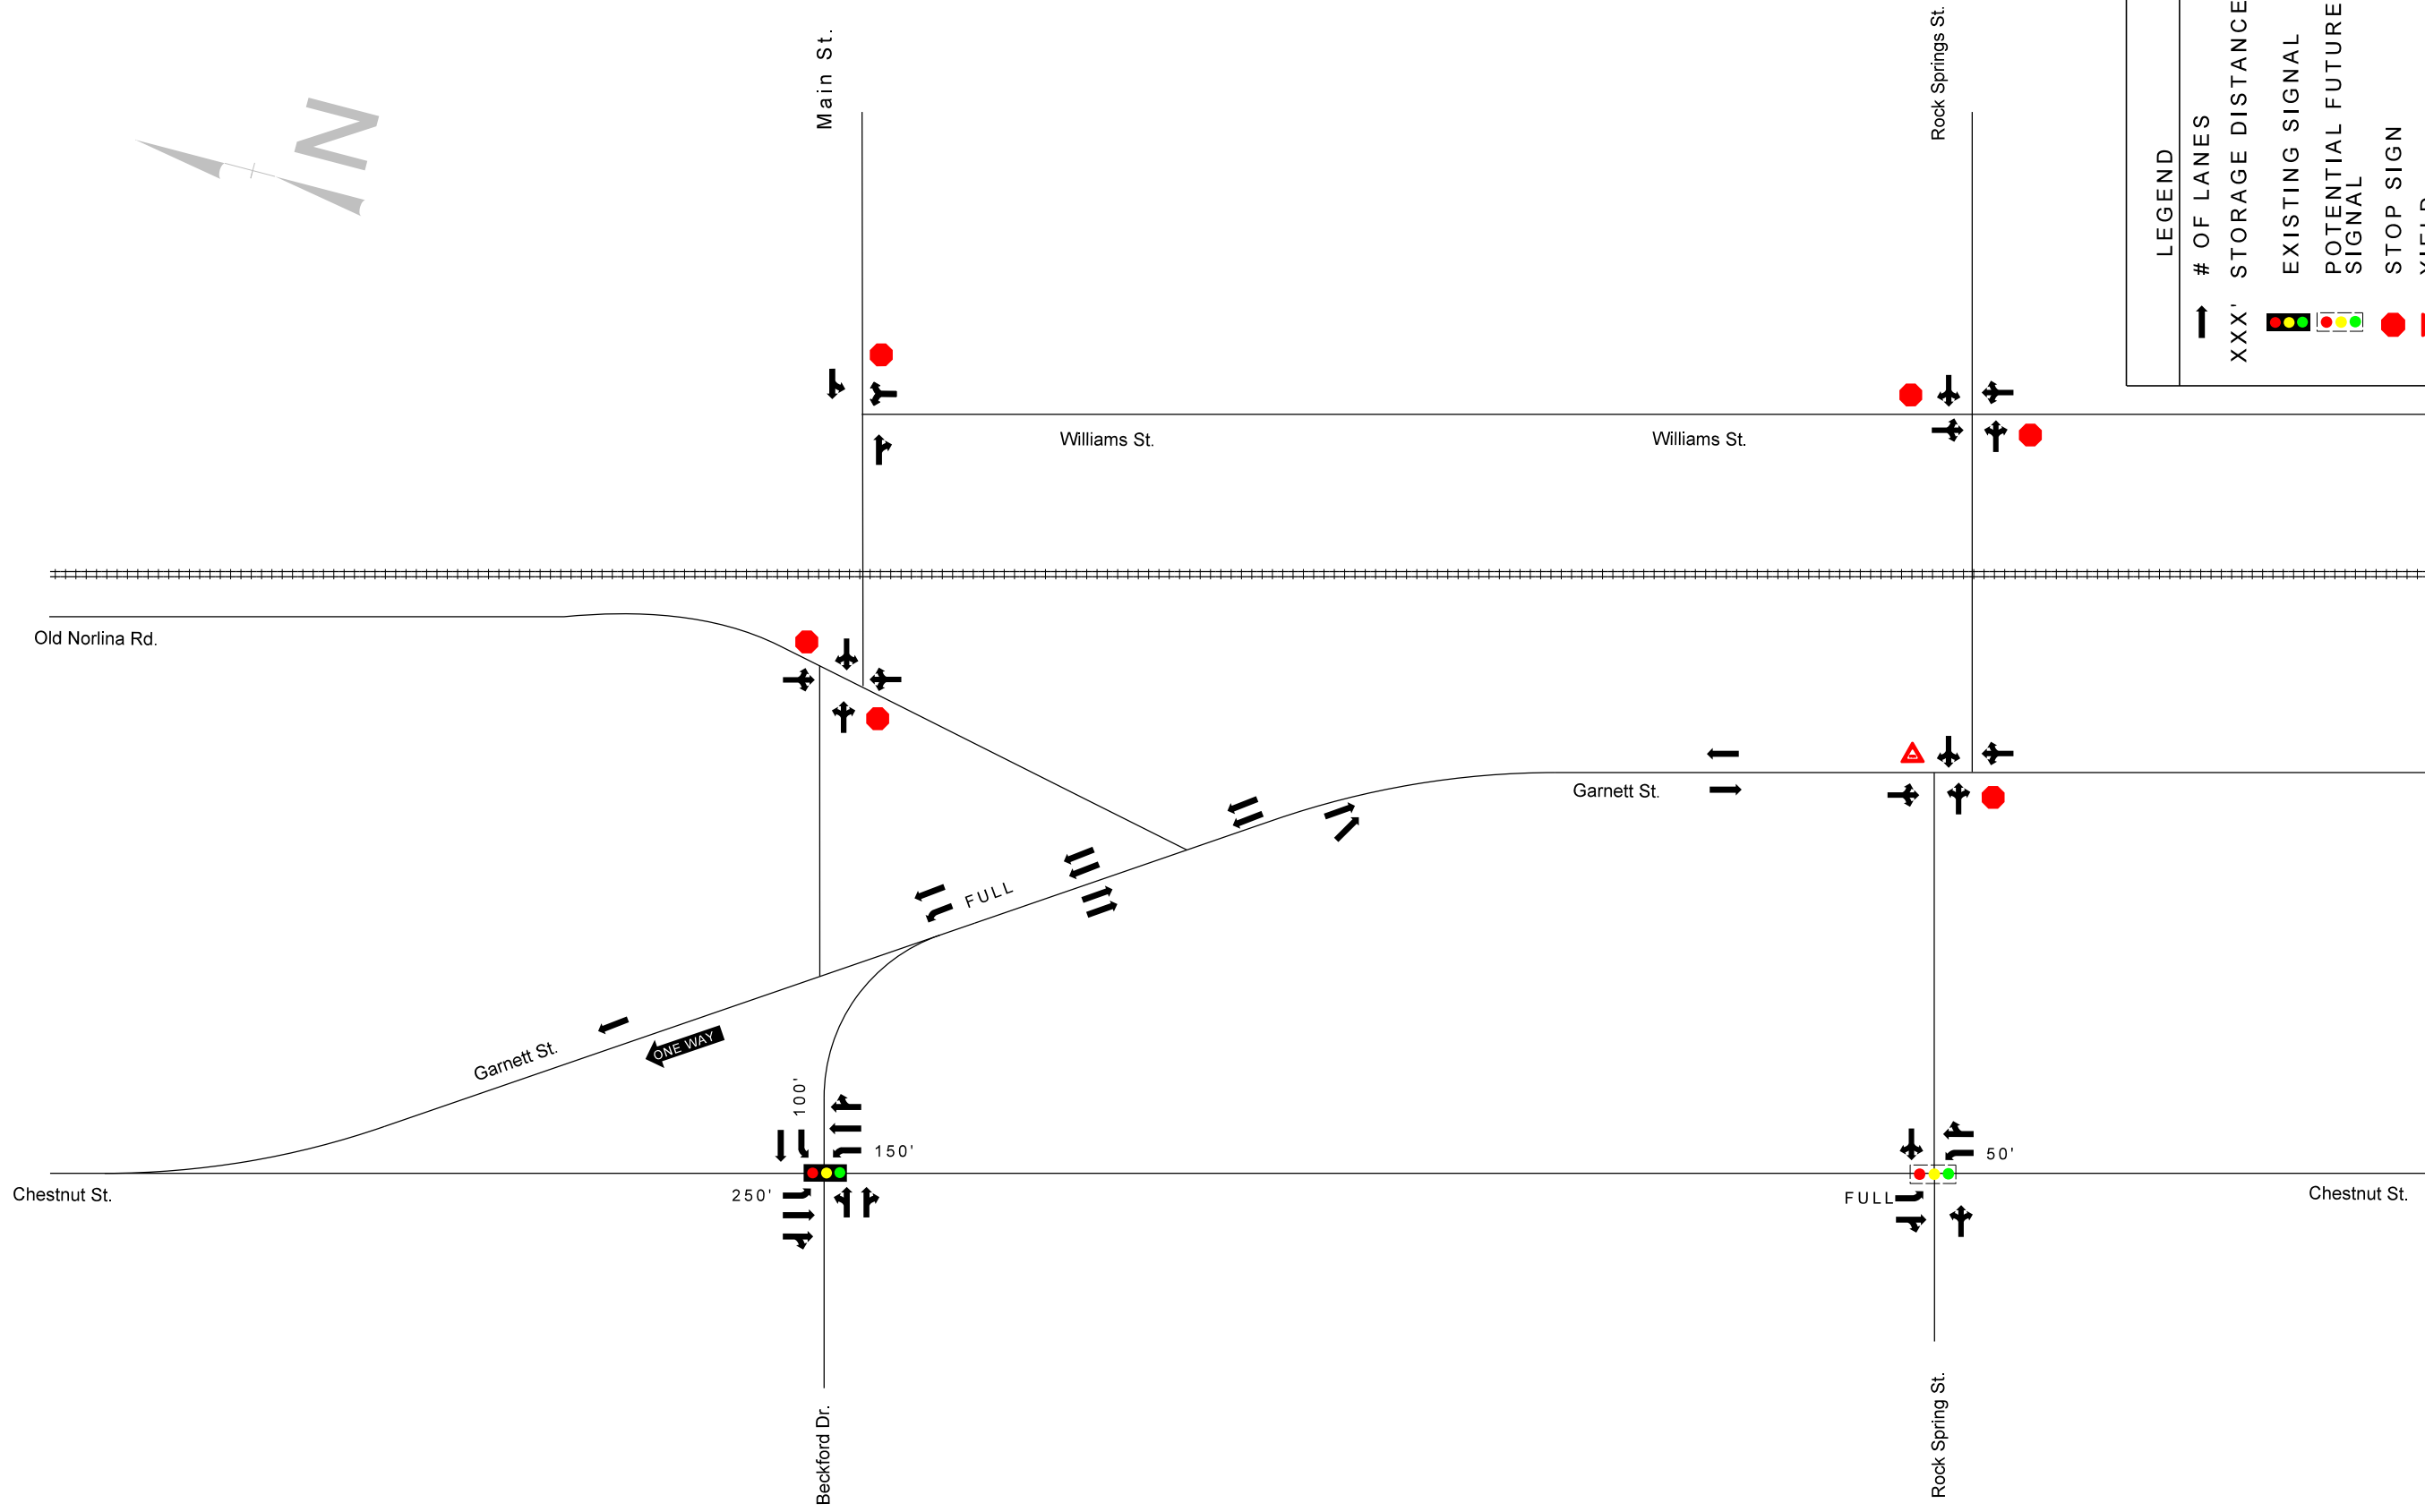 N
Main St.
Rock Springs St.
LEGEND
# OF LANES
XXX' STORAGE DISTANCE
EXISTING SIGNAL
POTENTIAL FUTURE
SIGNAL
STOP SIGN
Williams St.
Williams St.
Old Norlina Rd.
Garnett St.
FULL
ONE WAY
Garnett St.
100'
150'
250'
50'
FULL
Chestnut St.
Chestnut St.
Beckford Dr.
Rock Spring St.